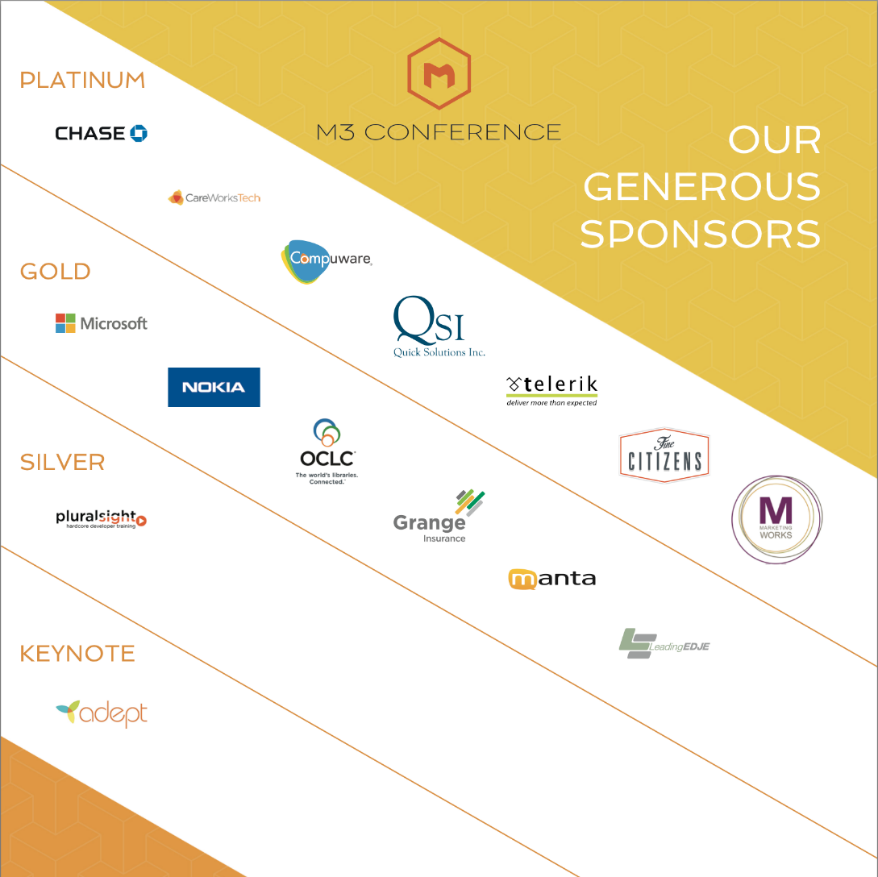 M3 CONFERENCE
OUR
GENEROUS
SPONSORS
PLATINUM
CHASE
CareWorksTech
Compuware
QSI
Quick Solutions Inc.
telerik
deliver more than expected
Fine
CITIZENS
M
MARKETING
WORKS
GOLD
Microsoft
NOKIA
OCLC
The world's libraries.
Connected.
Grange
Insurance
manta
LeadingEDJE
SILVER
pluralsight
hardcore developer training
KEYNOTE
adept